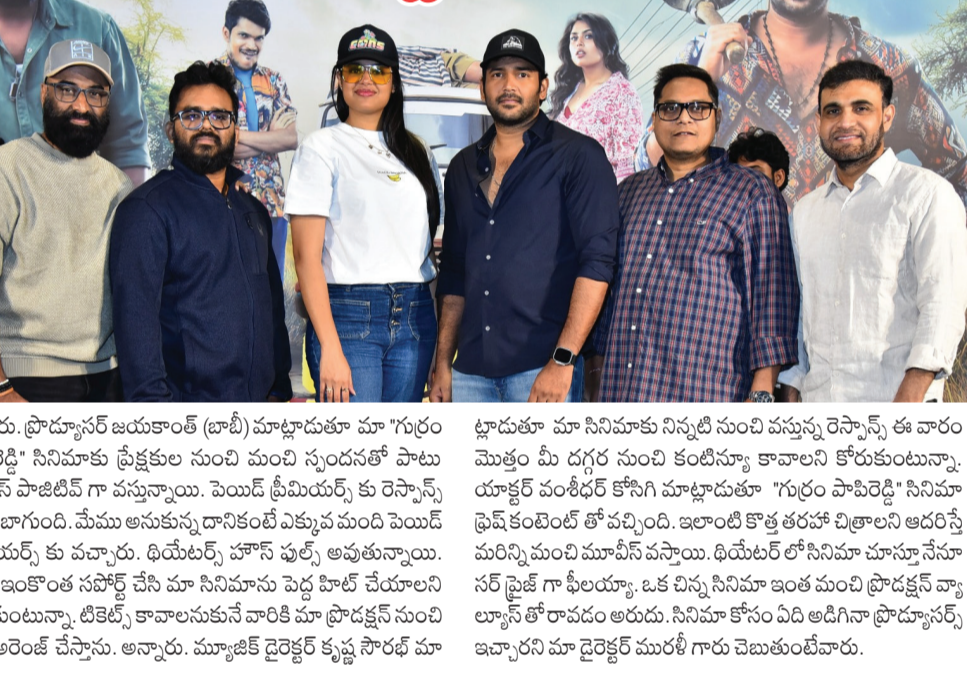 రు. ప్రొడ్యూసర్ జయకాంత్ (బాబీ) మాట్లాడుతూ మా "గుర్రం
రెడ్డి" సినిమాకు ప్రేక్షకుల నుంచి మంచి స్పందనతో పాటు
స్ పాజిటివ్ గా వస్తున్నాయి. పెయిడ్ ప్రీమియర్స్ కు రెస్పాన్స్
బాగుంది. మేము అనుకున్న దానికంటే ఎక్కువ మంది పెయిడ్
యర్స్ కు వచ్చారు. థియేటర్స్ హౌస్ ఫుల్స్ అవుతున్నాయి.
ఇంకొంత సపోర్ట్ చేసి మా సినిమాను పెద్ద హిట్ చేయాలని
కుంటున్నా. టికెట్స్ కావాలనుకునే వారికి మా ప్రొడక్షన్ నుంచి
అరెంజ్ చేస్తాను. అన్నారు. మ్యూజిక్ డైరెక్టర్ కృష్ణ సౌరభ్ మా
ట్లాడుతూ మా సినిమాకు నిన్నటి నుంచి వస్తున్న రెస్పాన్స్ ఈ వారం
మొత్తం మీ దగ్గర నుంచి కంటిన్యూ కావాలని కోరుకుంటున్నా.
యాక్టర్ వంశీధర్ కోసిగి మాట్లాడుతూ "గుర్రం పాపిరెడ్డి" సినిమా
ఫ్రెష్ కంటెంట్ తో వచ్చింది. ఇలాంటి కొత్త తరహా చిత్రాలని ఆదరిస్తే
మరిన్ని మంచి మూవీస్ వస్తాయి. థియేటర్ లో సినిమా చూస్తూ నేనూ
సర్ ప్రైజ్ గా ఫీలయ్యా. ఒక చిన్న సినిమా ఇంత మంచి ప్రొడక్షన్ వ్యా
ల్యూస్ తో రావడం అరుదు. సినిమా కోసం ఏది అడిగినా ప్రొడ్యూసర్స్
ఇచ్చారని మా డైరెక్టర్ మురళీ గారు చెబుతుంటేవారు.